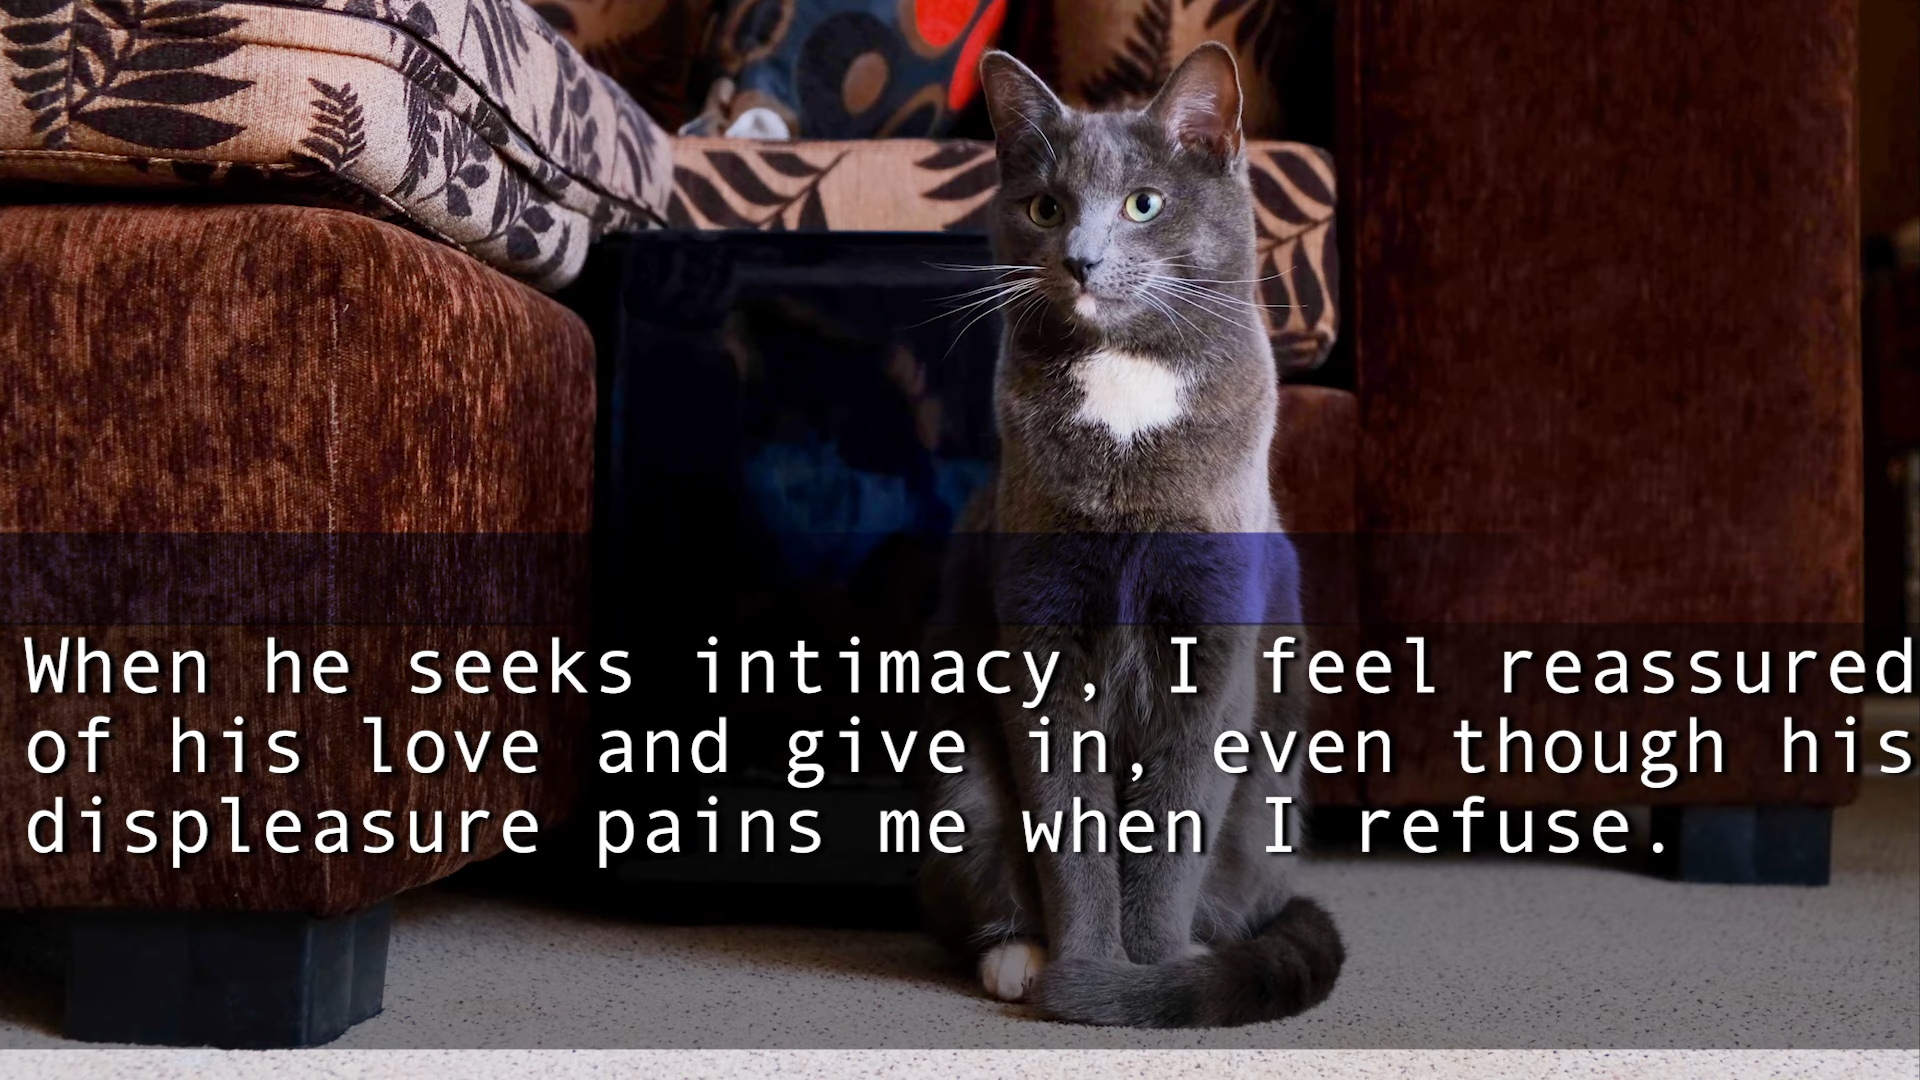 When he seeks intimacy, I feel reassured
of his love and give in, even though his
displeasure pains me when I refuse.